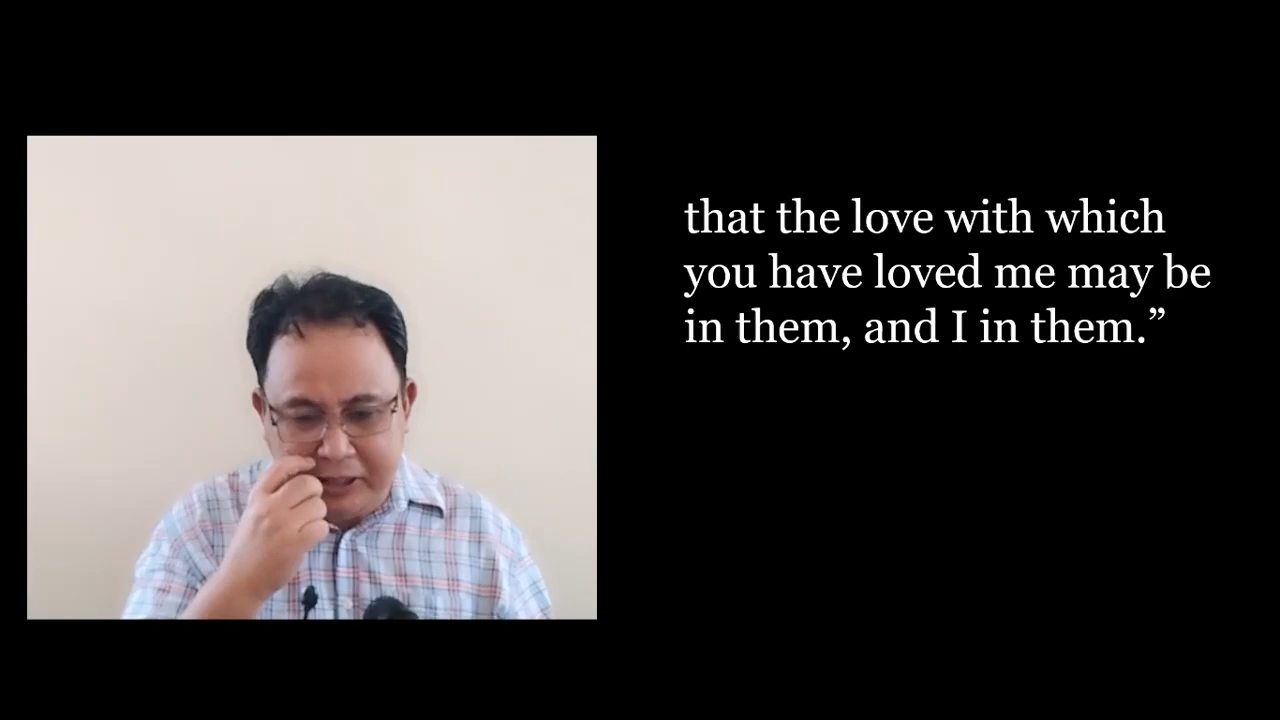 that the love with which
you have loved me may be
in them, and I in them.”